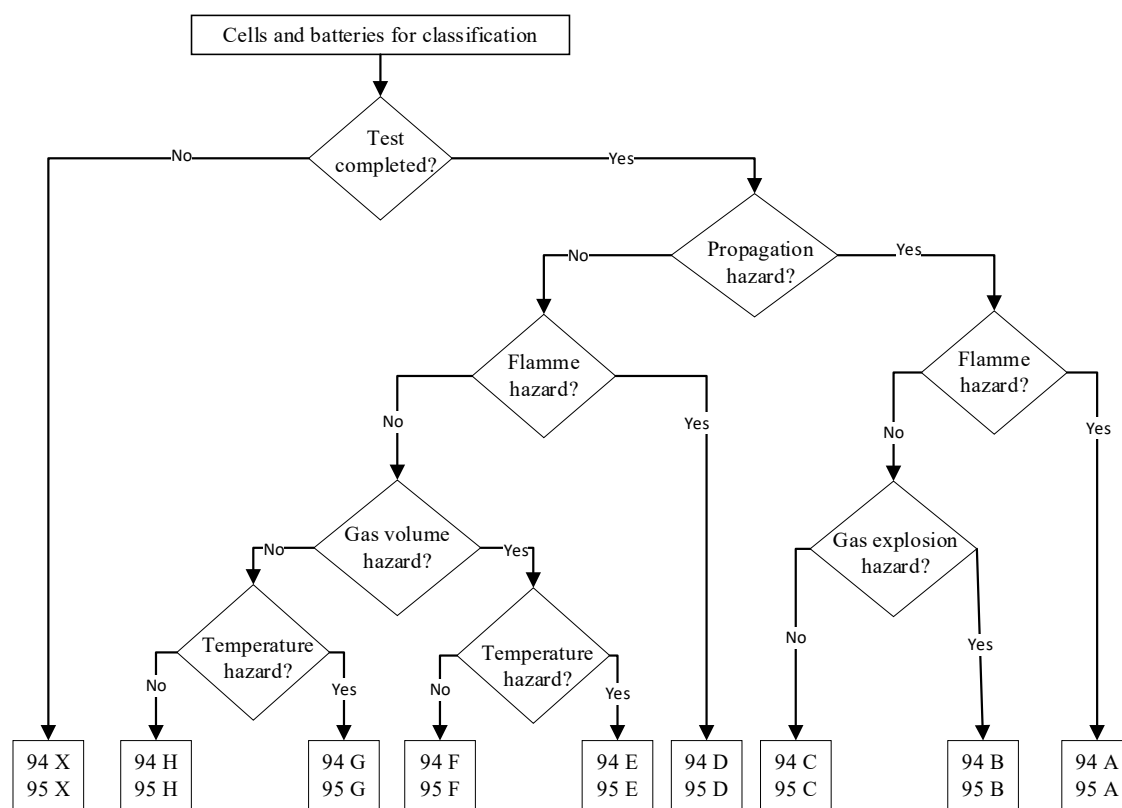 Cells and batteries for classification
Test
completed?
No
Yes
Propagation
hazard?
No
Yes
Flamme
hazard?
Flamme
hazard?
No
Yes
No
Yes
Gas volume
hazard?
Gas explosion
hazard?
No
Yes
No
Yes
Temperature
hazard?
Temperature
hazard?
No
Yes
No
Yes
94 X
95 X
94 H
95 H
94 G
95 G
94 F
95 F
94 E
95 E
94 D
95 D
94 C
95 C
94 B
95 B
94 A
95 A